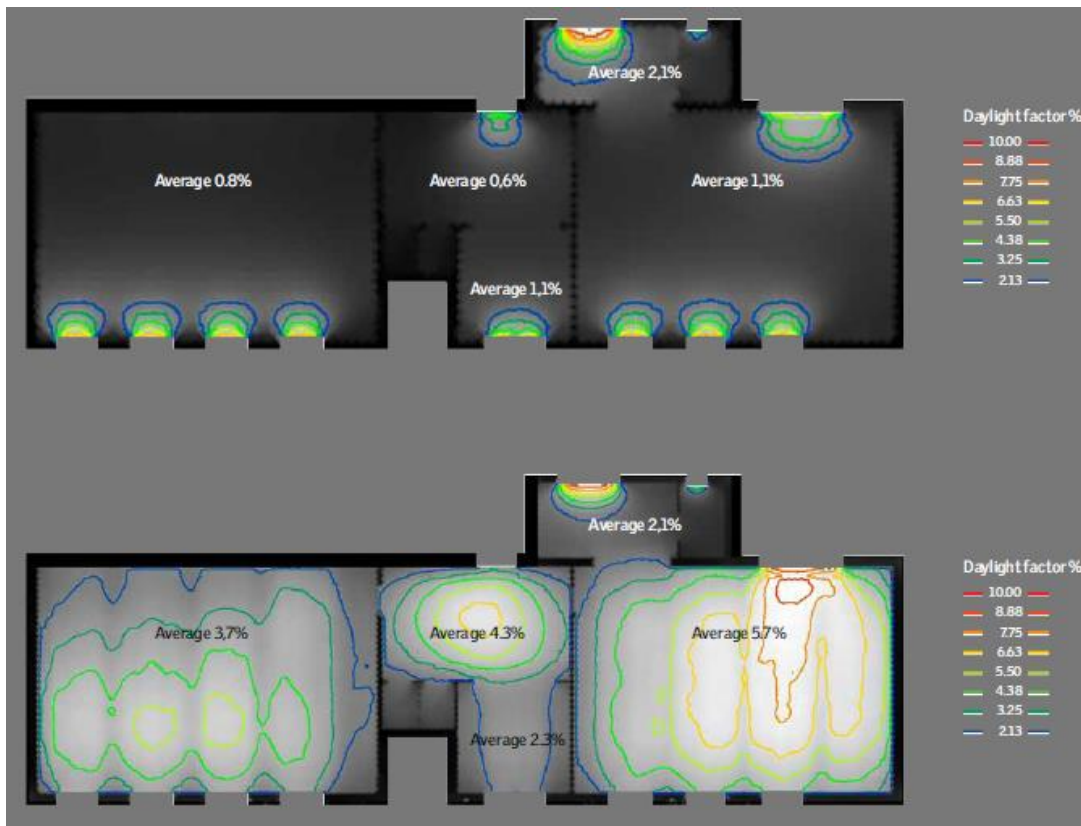 Average 2,1%
Daylight factor %
10.00
8.88
7.75
6.63
5.50
4.38
3.25
2.13
Average 0.8%
Average 0,6%
Average 1,1%
Average 1,1%
Average 2,1%
Daylight factor %
10.00
8.88
7.75
6.63
5.50
4.38
3.25
2.13
Average 3,7%
Average 4.3%
Average 5.7%
Average 2.3%